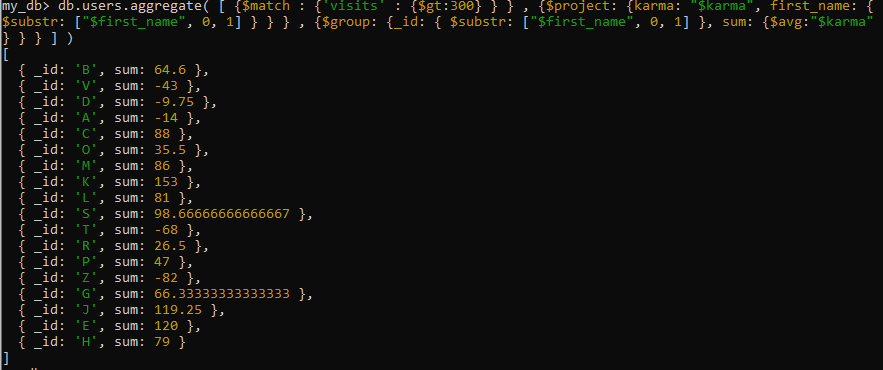 my_db> db.users.aggregate( [ {$match : {'visits' : {$gt:300} } } , {$project: {karma: "$karma", first_name: {
$substr: ["$first_name", 0, 1] } } } , {$group: {_id: { $substr: ["$first_name", 0, 1] }, sum: {$avg:"$karma"
} } } ] )
[
  { _id: 'B', sum: 64.6 },
  { _id: 'V', sum: -43 },
  { _id: 'D', sum: -9.75 },
  { _id: 'A', sum: -14 },
  { _id: 'C', sum: 88 },
  { _id: 'O', sum: 35.5 },
  { _id: 'M', sum: 86 },
  { _id: 'K', sum: 153 },
  { _id: 'L', sum: 81 },
  { _id: 'S', sum: 98.66666666666667 },
  { _id: 'T', sum: -68 },
  { _id: 'R', sum: 26.5 },
  { _id: 'P', sum: 47 },
  { _id: 'Z', sum: -82 },
  { _id: 'G', sum: 66.33333333333333 },
  { _id: 'J', sum: 119.25 },
  { _id: 'E', sum: 120 },
  { _id: 'H', sum: 79 }
]